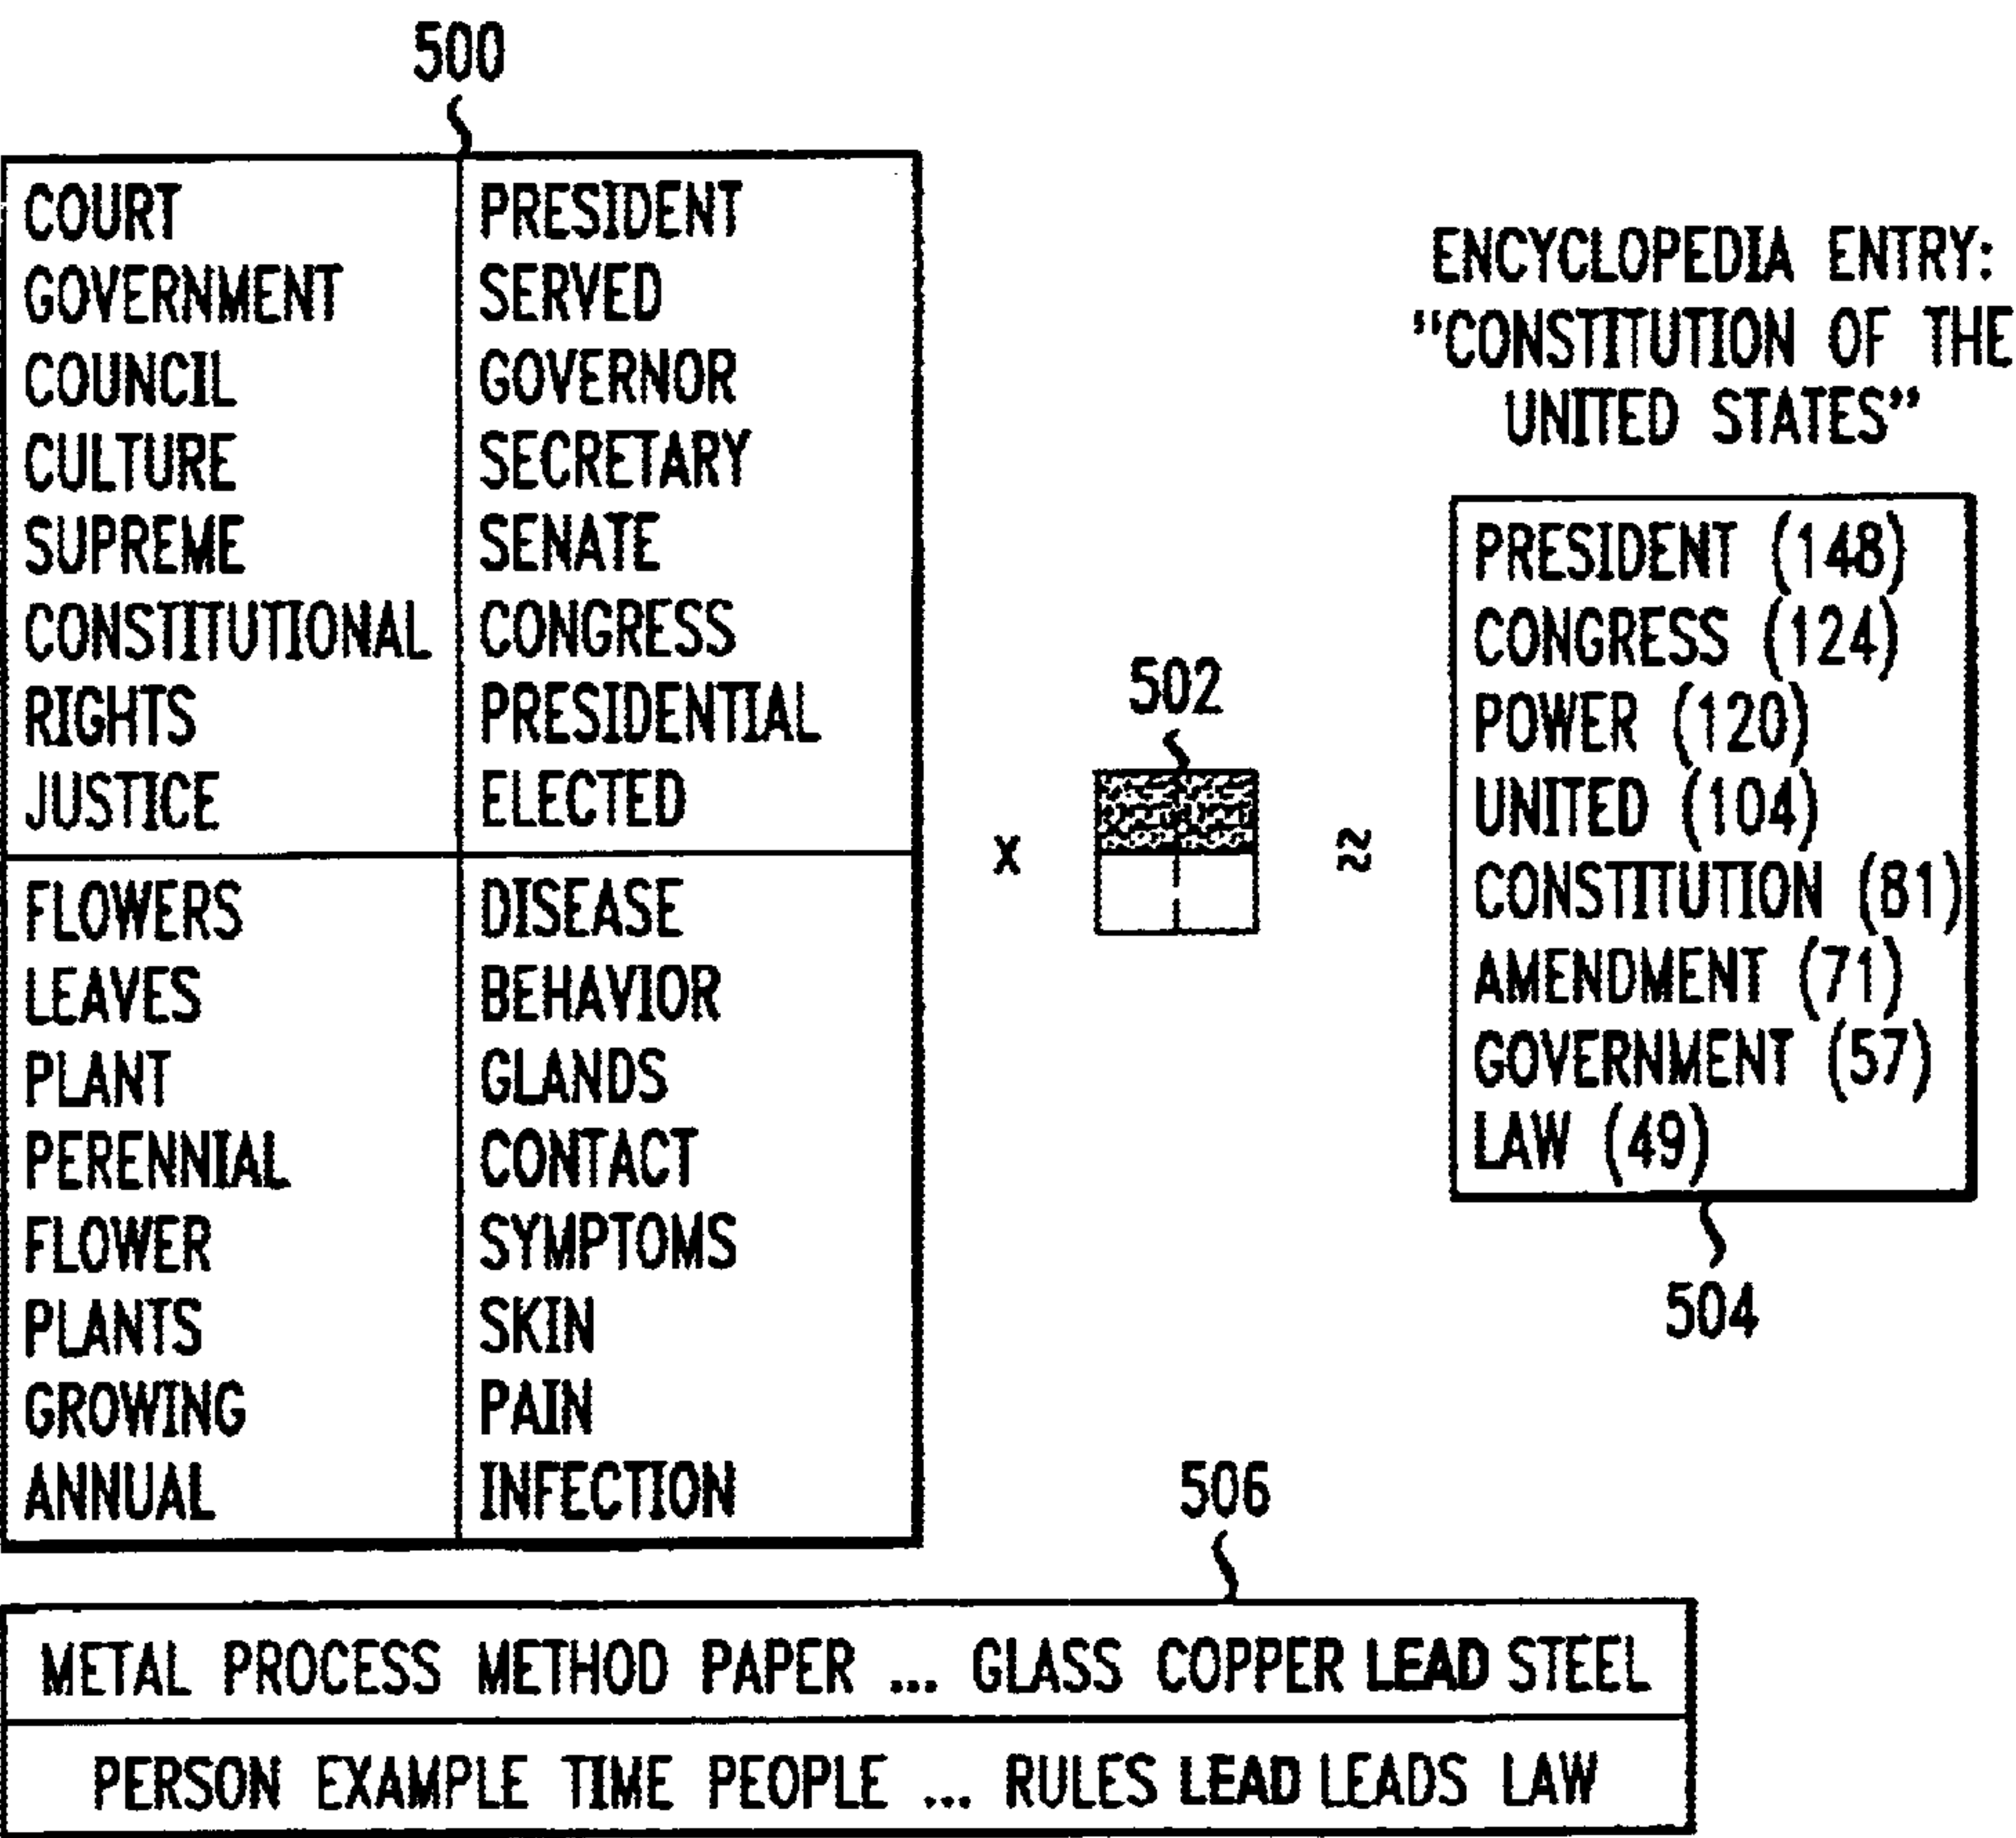 500
COURT
GOVERNMENT
COUNCIL
CULTURE
SUPREME
CONSTITUTIONAL
RIGHTS
JUSTICE
PRESIDENT
SERVED
GOVERNOR
SECRETARY
SENATE
CONGRESS
PRESIDENTIAL
ELECTED
FLOWERS
LEAVES
PLANT
PERENNIAL
FLOWER
PLANTS
GROWING
ANNUAL
DISEASE
BEHAVIOR
GLANDS
CONTACT
SYMPTOMS
SKIN
PAIN
INFECTION
x
502
≈
ENCYCLOPEDIA ENTRY:
"CONSTITUTION OF THE
UNITED STATES"
PRESIDENT (148)
CONGRESS (124)
POWER (120)
UNITED (104)
CONSTITUTION (81)
AMENDMENT (71)
GOVERNMENT (57)
LAW (49)
504
506
METAL PROCESS METHOD PAPER ... GLASS COPPER LEAD STEEL
PERSON EXAMPLE TIME PEOPLE ... RULES LEAD LEADS LAW